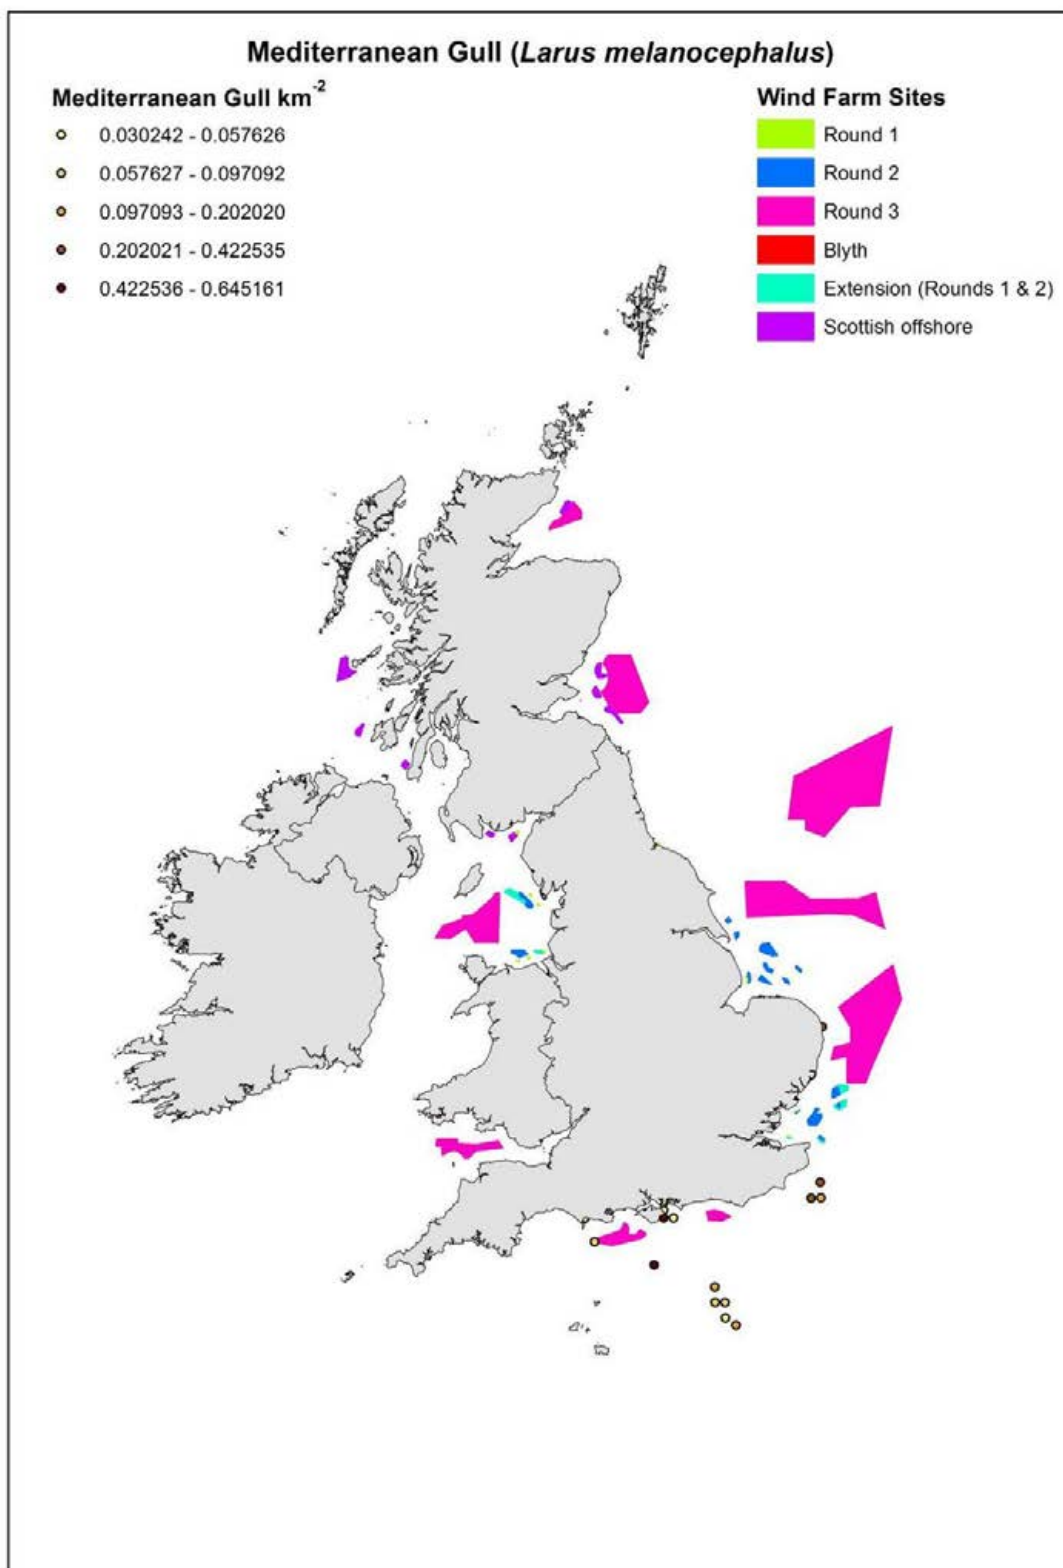 Mediterranean Gull (Larus melanocephalus)
Mediterranean Gull km-2
0.030242 - 0.057626
0.057627 - 0.097092
0.097093 - 0.202020
0.202021 - 0.422535
0.422536 - 0.645161
Wind Farm Sites
Round 1
Round 2
Round 3
Blyth
Extension (Rounds 1 & 2)
Scottish offshore